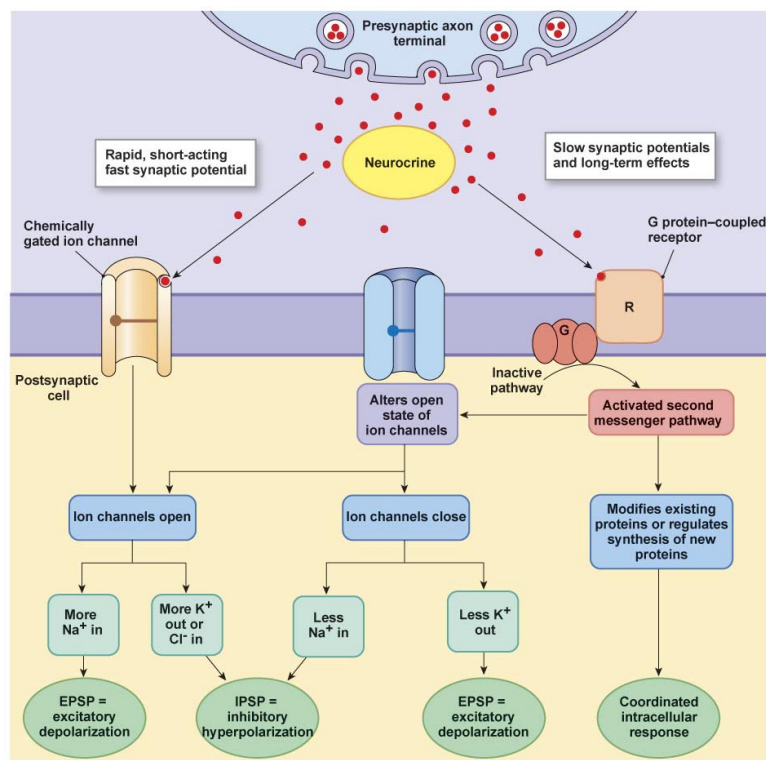 Presynaptic axon
terminal
Rapid, short-acting
fast synaptic potential
Neurocrine
Slow synaptic potentials
and long-term effects
Chemically
gated ion channel
G protein–coupled
receptor
R
G
Postsynaptic
cell
Inactive
pathway
Alters open
state of
ion channels
Activated second
messenger pathway
Ion channels open
Ion channels close
Modifies existing
proteins or regulates
synthesis of new
proteins
More
Na⁺ in
More K⁺
out or
Cl⁻ in
Less
Na⁺ in
Less K⁺
out
EPSP =
excitatory
depolarization
IPSP =
inhibitory
hyperpolarization
EPSP =
excitatory
depolarization
Coordinated
intracellular
response